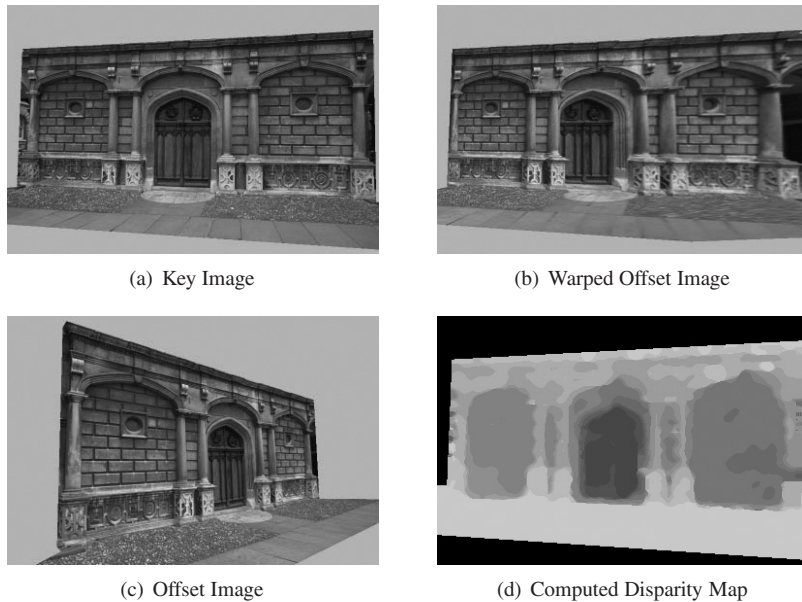 (a) Key Image
(b) Warped Offset Image
(c) Offset Image
(d) Computed Disparity Map